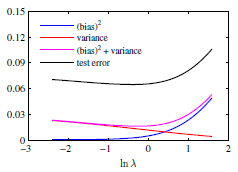 0.15
(bias)²
variance
0.12
(bias)² + variance
test error
0.09
0.06
0.03
0
−3 −2 −1 0 1 2
ln λ